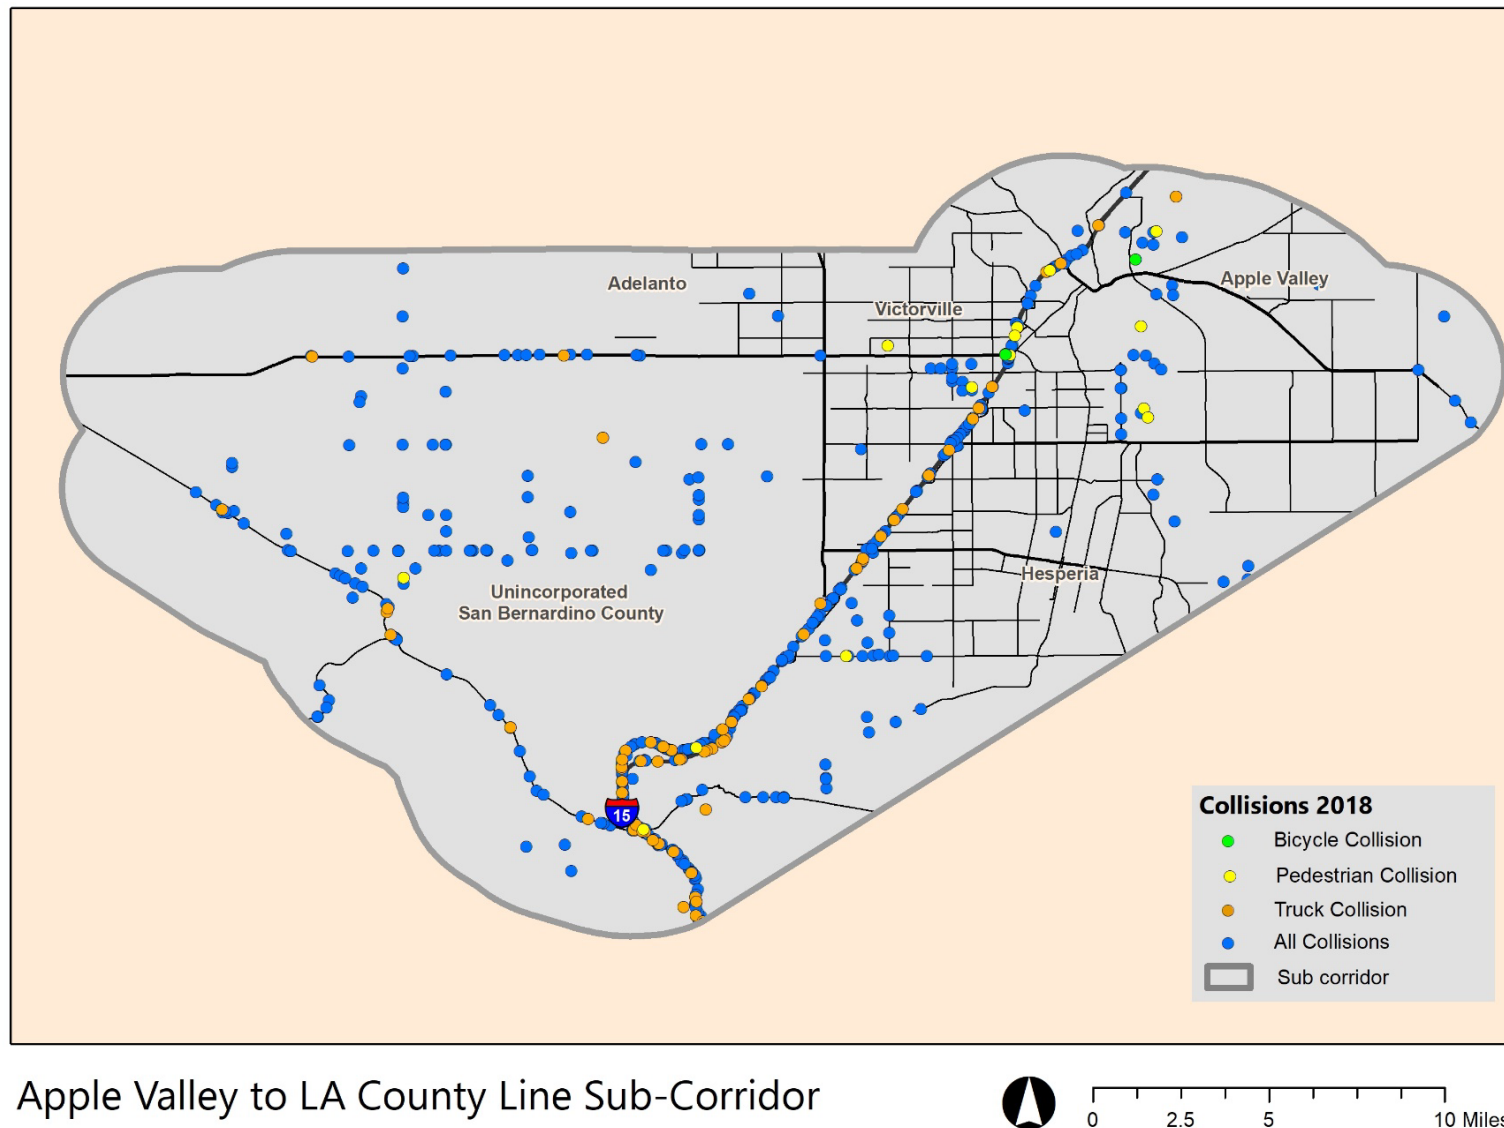 Adelanto
Victorville
Apple Valley
Hesperia
Unincorporated
San Bernardino County
15
Collisions 2018
Bicycle Collision
Pedestrian Collision
Truck Collision
All Collisions
Sub corridor
Apple Valley to LA County Line Sub-Corridor
0 2.5 5 10 Miles